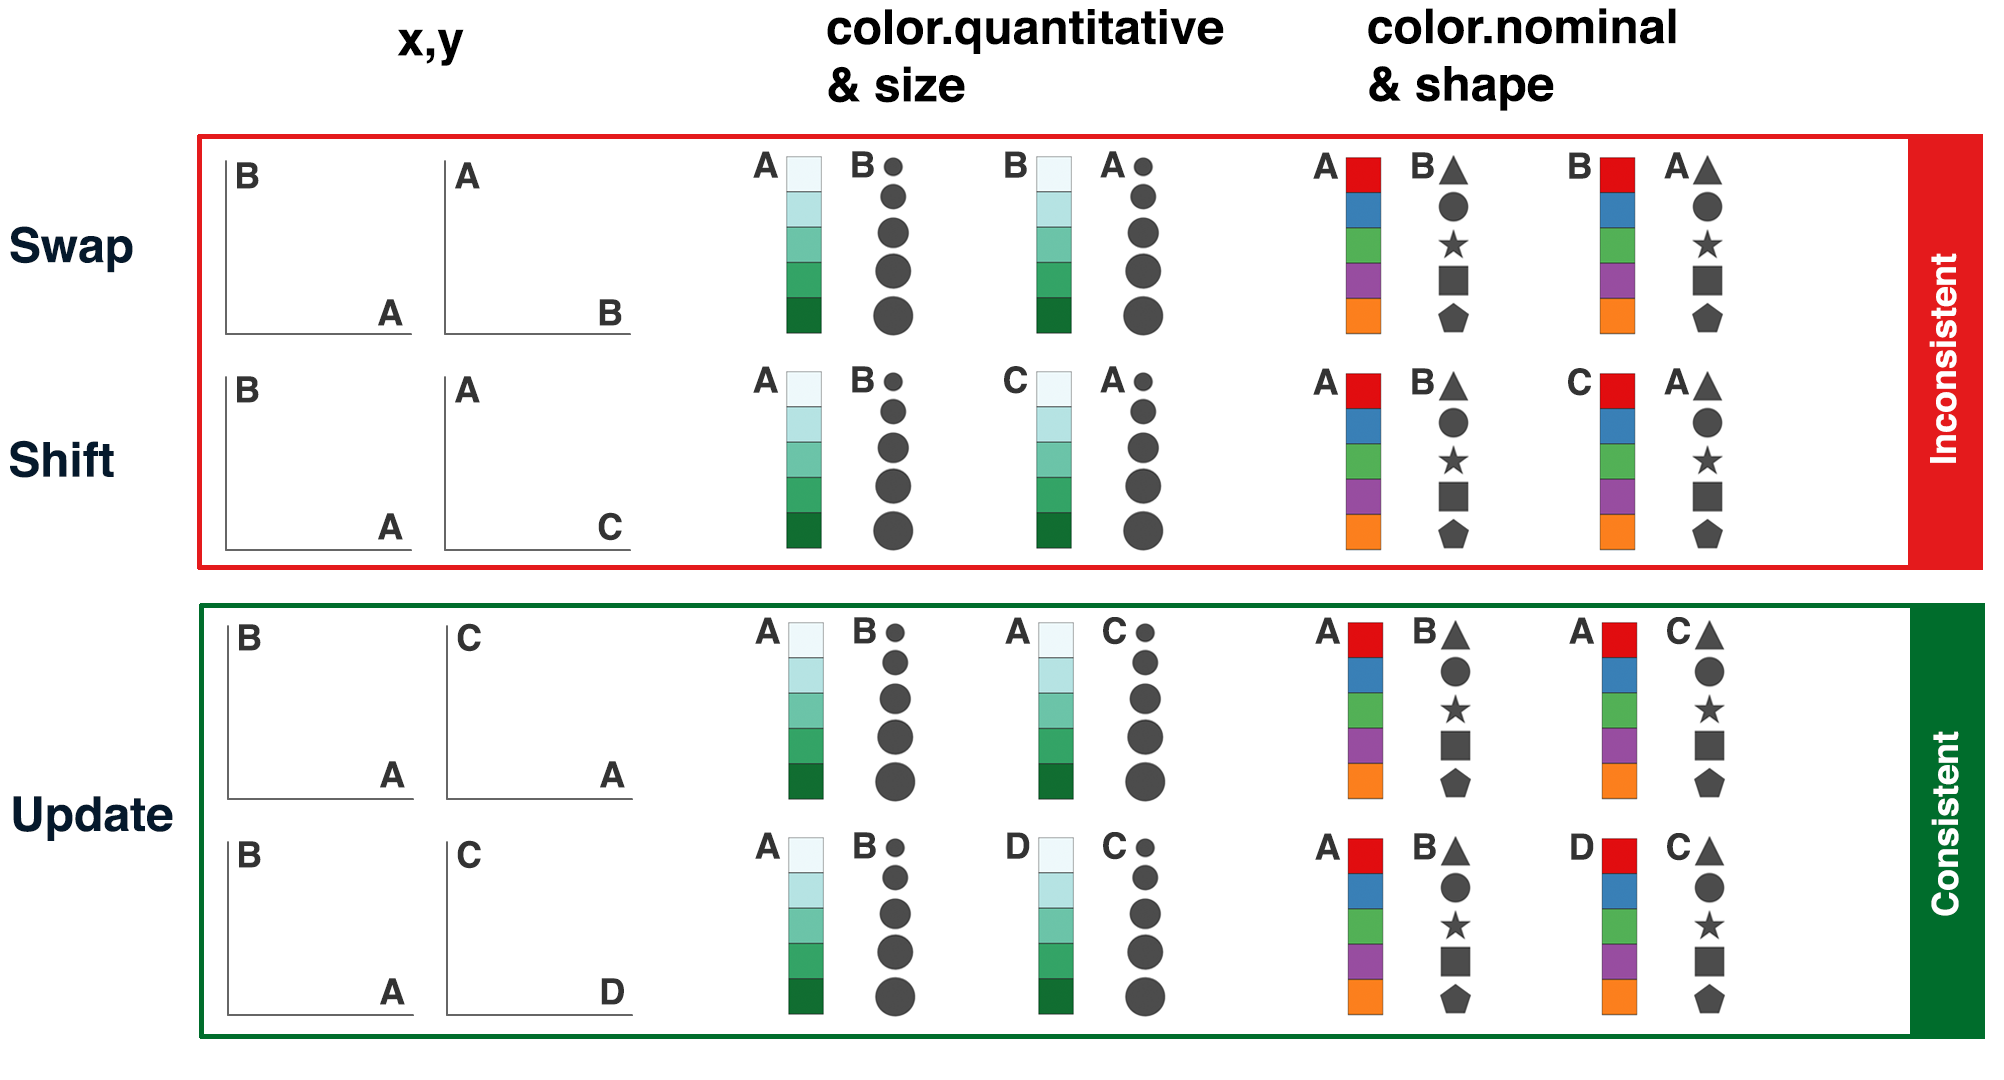 x,y
color.quantitative
& size
color.nominal
& shape
Swap
B A
A B
A B B A
A B B A
Shift
B A
A C
A B C A
A B C A
Inconsistent
Update
B A
C A
A B A C
A B A C
B A
C D
A B D C
A B D C
Consistent